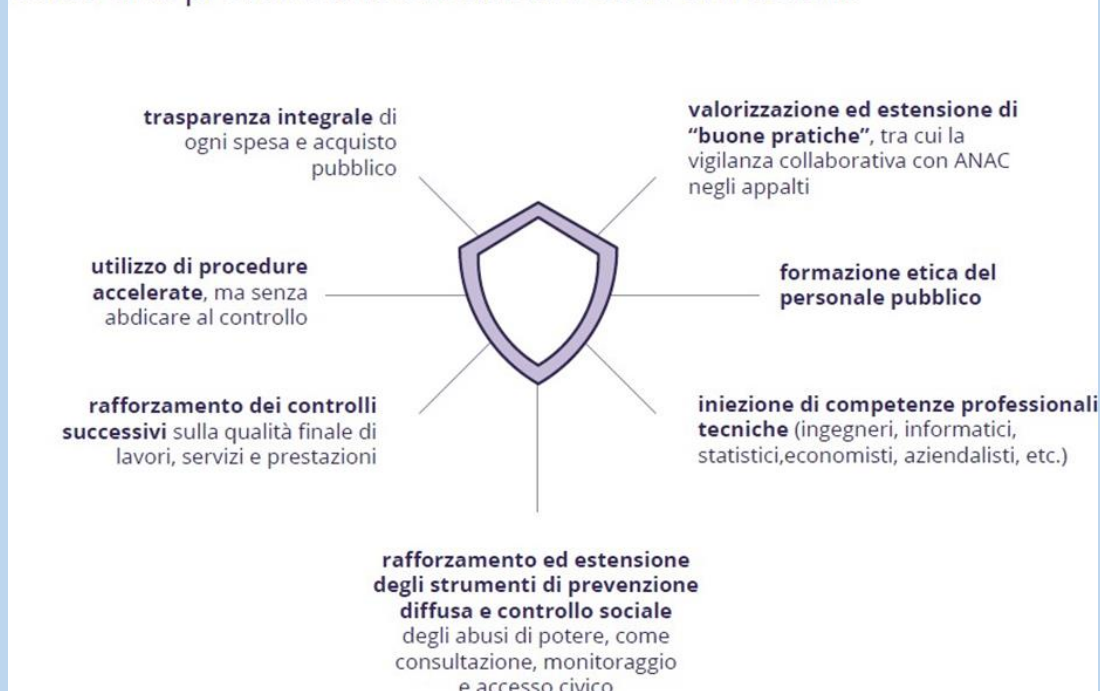 trasparenza integrale di
ogni spesa e acquisto
pubblico
valorizzazione ed estensione di
“buone pratiche”, tra cui la
vigilanza collaborativa con ANAC
negli appalti
utilizzo di procedure
accelerate, ma senza
abdicare al controllo
formazione etica del
personale pubblico
rafforzamento dei controlli
successivi sulla qualità finale di
lavori, servizi e prestazioni
iniezione di competenze professionali
tecniche (ingegneri, informatici,
statistici,economisti, aziendalisti, etc.)
rafforzamento ed estensione
degli strumenti di prevenzione
diffusa e controllo sociale
degli abusi di potere, come
consultazione, monitoraggio
e accesso civico